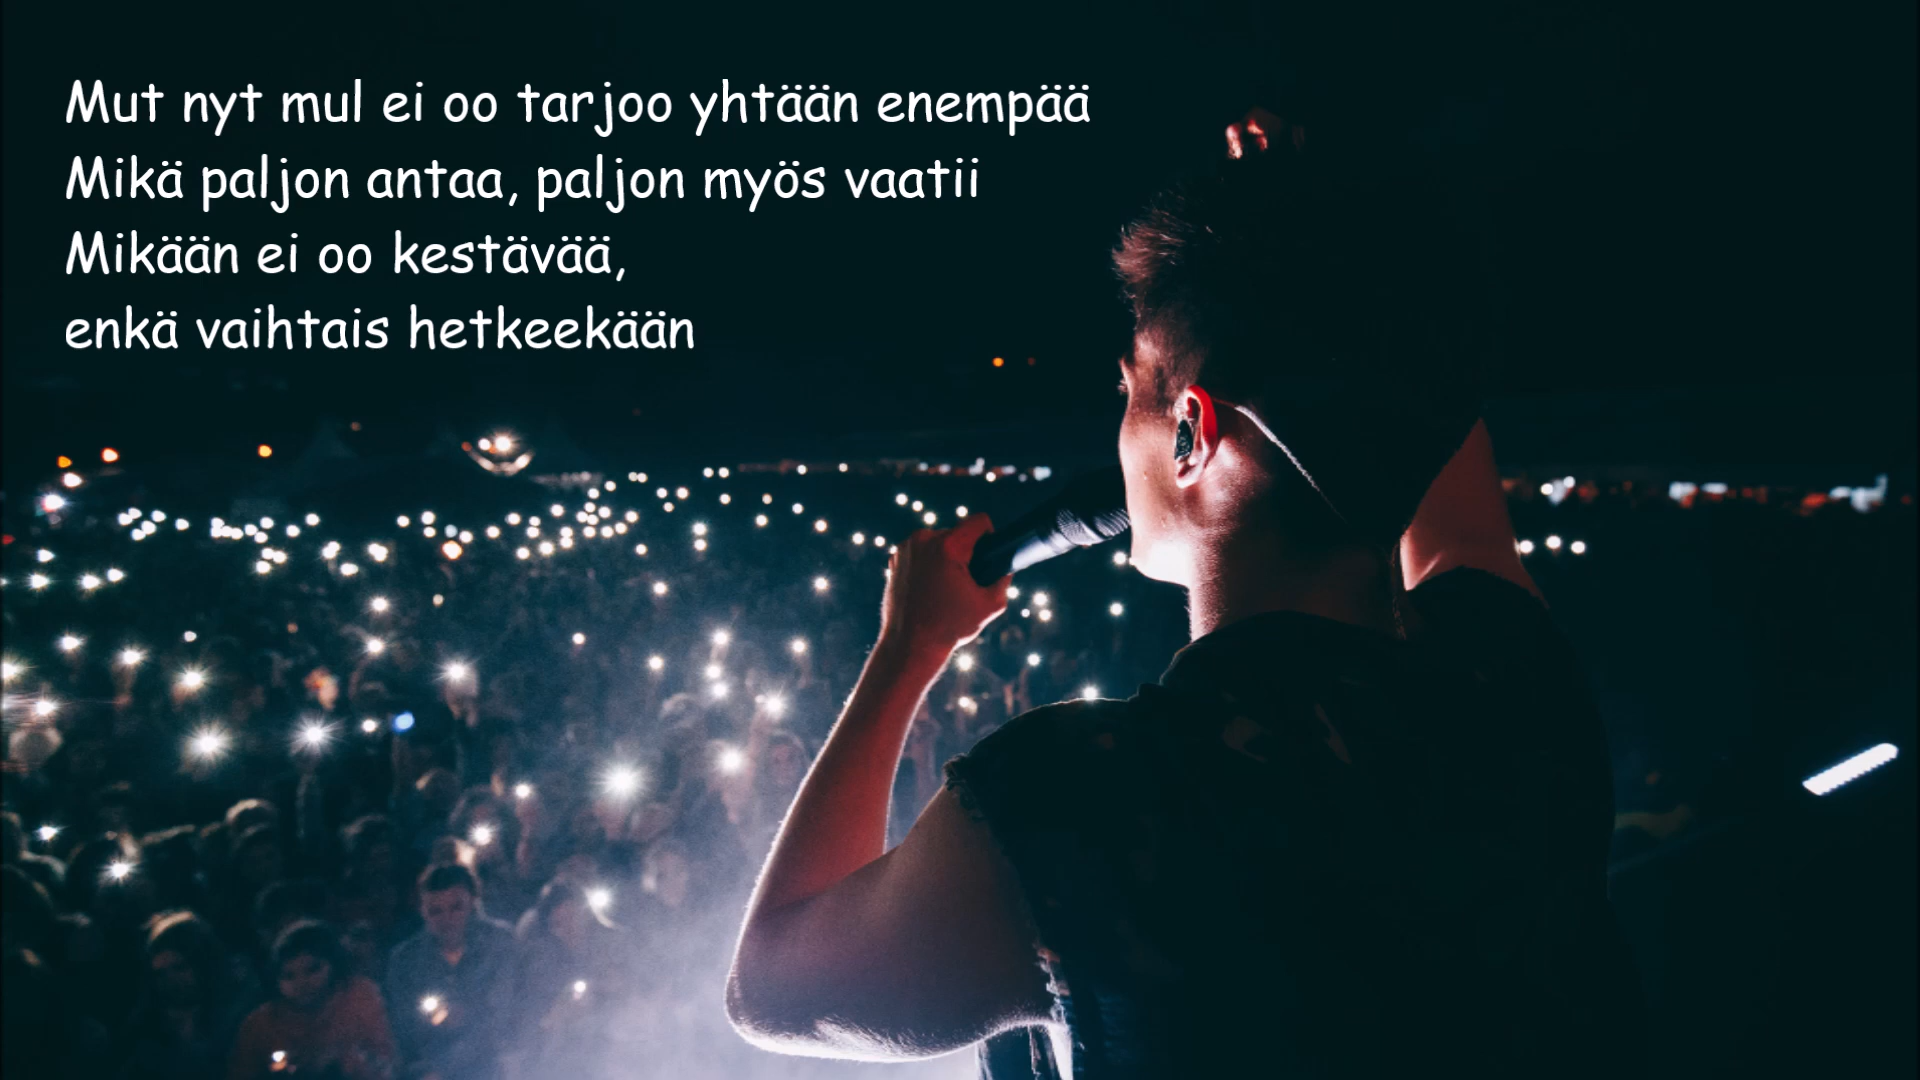 Mut nyt mul ei oo tarjoo yhtään enempää
Mikä paljon antaa, paljon myös vaatii
Mikään ei oo kestävää,
enkä vaihtais hetkeekään